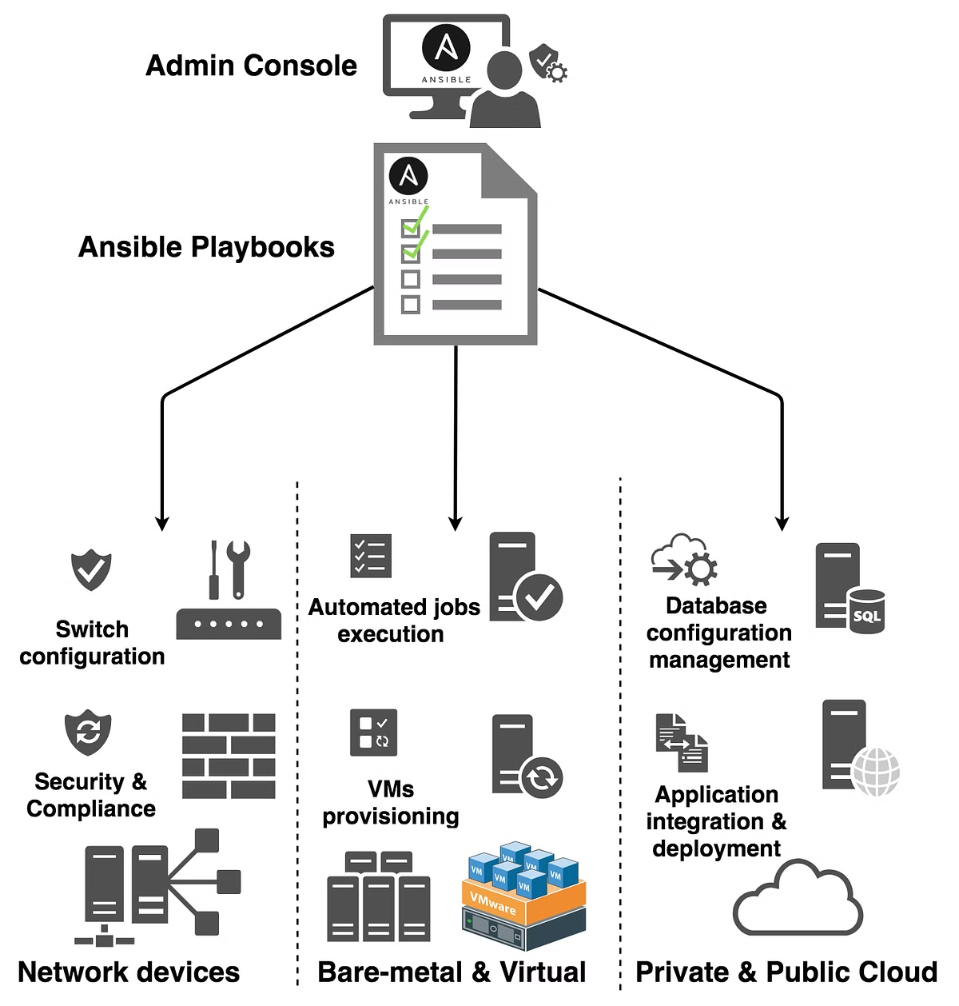 Admin Console
ANSIBLE
ANSIBLE
Ansible Playbooks
Switch
configuration
Security &
Compliance
Network devices
Automated jobs
execution
VMs
provisioning
VM
VM
VM
VM
VM
VM
VMware
Bare-metal & Virtual
Database
configuration
management
SQL
Application
integration &
deployment
Private & Public Cloud